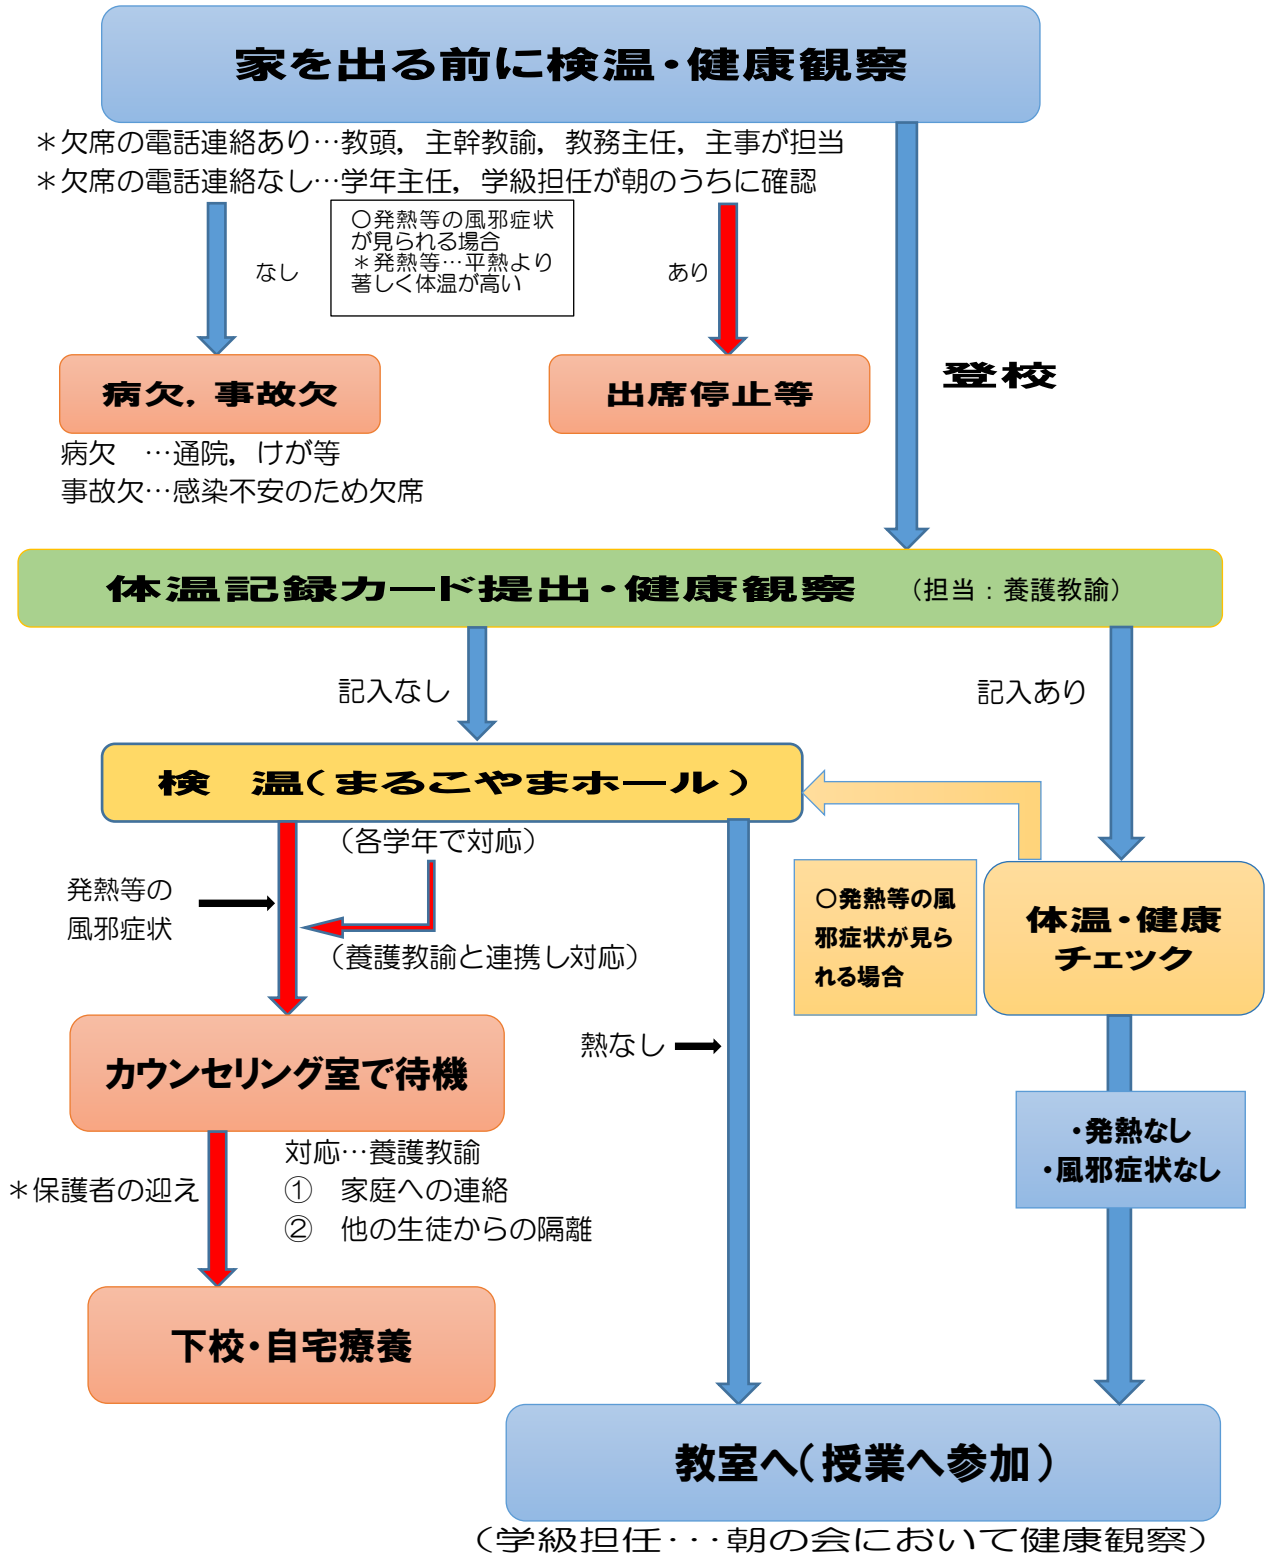 家を出る前に検温・健康観察
＊欠席の電話連絡あり…教頭，主幹教諭，教務主任，主事が担当
＊欠席の電話連絡なし…学年主任，学級担任が朝のうちに確認
なし
〇発熱等の風邪症状
が見られる場合
＊発熱等…平熱より
著しく体温が高い
あり
病欠，事故欠
出席停止等
登校
病欠　…通院，けが等
事故欠…感染不安のため欠席
体温記録カード提出・健康観察　（担当：養護教諭）
記入なし
記入あり
検　温（まるこやまホール）
（各学年で対応）
発熱等の
風邪症状
（養護教諭と連携し対応）
〇発熱等の風
邪症状が見ら
れる場合
体温・健康
チェック
熱なし
カウンセリング室で待機
・発熱なし
・風邪症状なし
＊保護者の迎え
対応…養護教諭
①　家庭への連絡
②　他の生徒からの隔離
下校・自宅療養
教室へ（授業へ参加）
（学級担任・・・朝の会において健康観察）